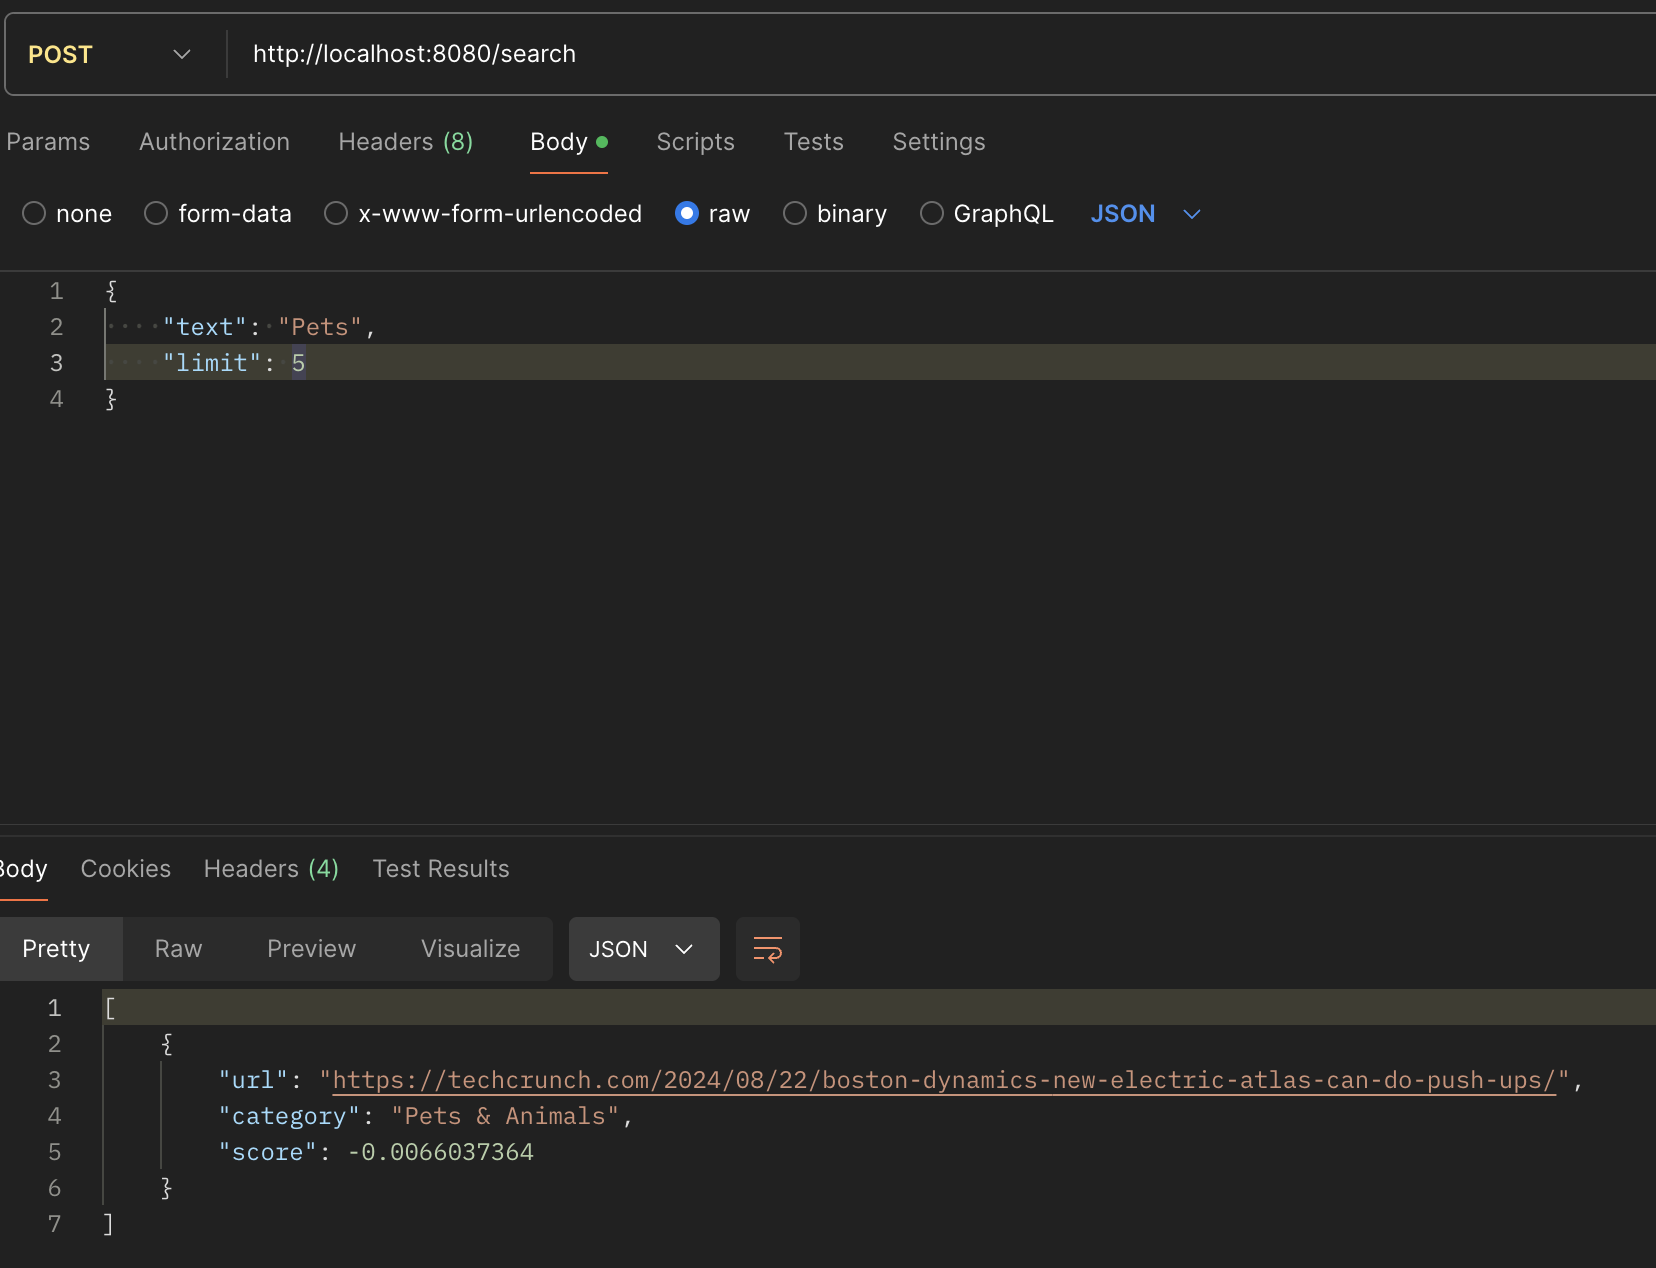 POST http://localhost:8080/search
Params Authorization Headers (8) Body Scripts Tests Settings
none form-data x-www-form-urlencoded raw binary GraphQL JSON
1 {
2 "text": "Pets",
3 "limit": 5
4 }
Body Cookies Headers (4) Test Results
Pretty Raw Preview Visualize JSON
1 [
2 {
3 "url": "https://techcrunch.com/2024/08/22/boston-dynamics-new-electric-atlas-can-do-push-ups/",
4 "category": "Pets & Animals",
5 "score": -0.0066037364
6 }
7 ]